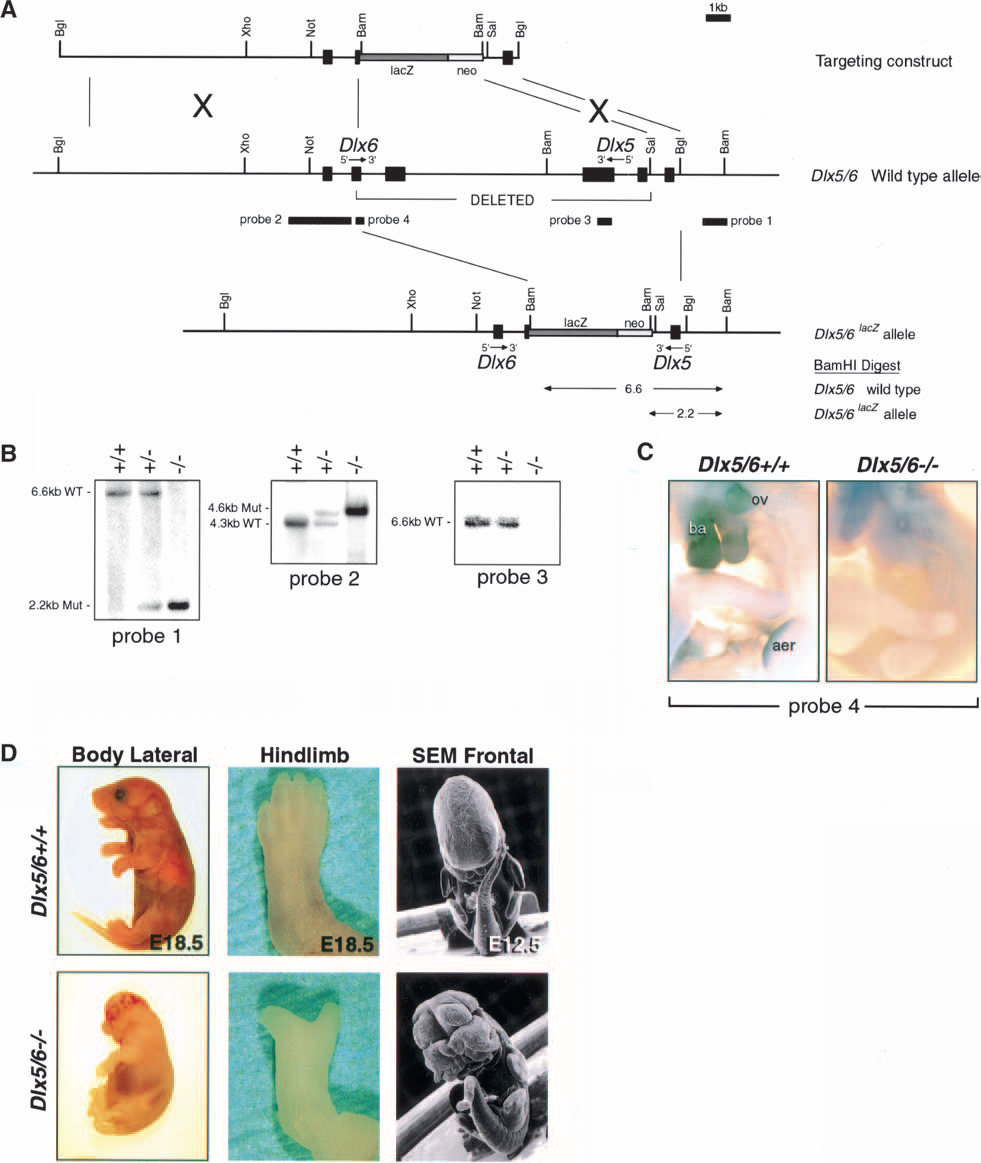 A
1kb
Bgl Xho Not Bam Bam Sal Bgl
lacZ neo
Targeting construct
X X
Bgl Xho Not Dlx6 Bam Dlx5 Sal Bgl Bam
5' 3' 3' 5'
Dlx5/6 Wild type allele
DELETED
probe 2 probe 4 probe 3 probe 1
Bgl Xho Not Bam Bam Sal Bgl Bam
lacZ neo
Dlx5/6 lacZ allele
5' 3' 3' 5'
Dlx6 Dlx5
BamHI Digest
6.6 Dlx5/6 wild type
2.2 Dlx5/6 lacZ allele
B
+/+ +/- -/-
6.6kb WT -
2.2kb Mut -
probe 1
+/+ +/- -/-
4.6kb Mut -
4.3kb WT -
probe 2
+/+ +/- -/-
6.6kb WT -
probe 3
C
Dlx5/6+/+ Dlx5/6-/-
ov
ba
aer
probe 4
D
Body Lateral Hindlimb SEM Frontal
Dlx5/6+/+
E18.5 E18.5 E12.5
Dlx5/6-/-